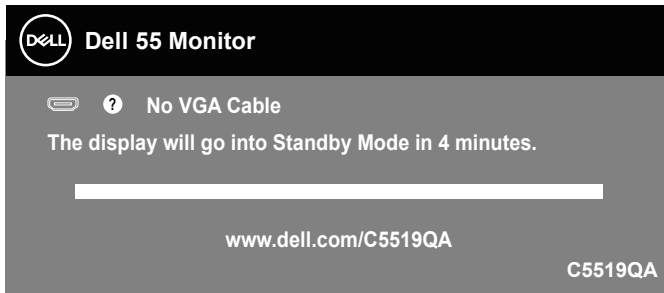 DELL Dell 55 Monitor
? No VGA Cable
The display will go into Standby Mode in 4 minutes.
www.dell.com/C5519QA
C5519QA